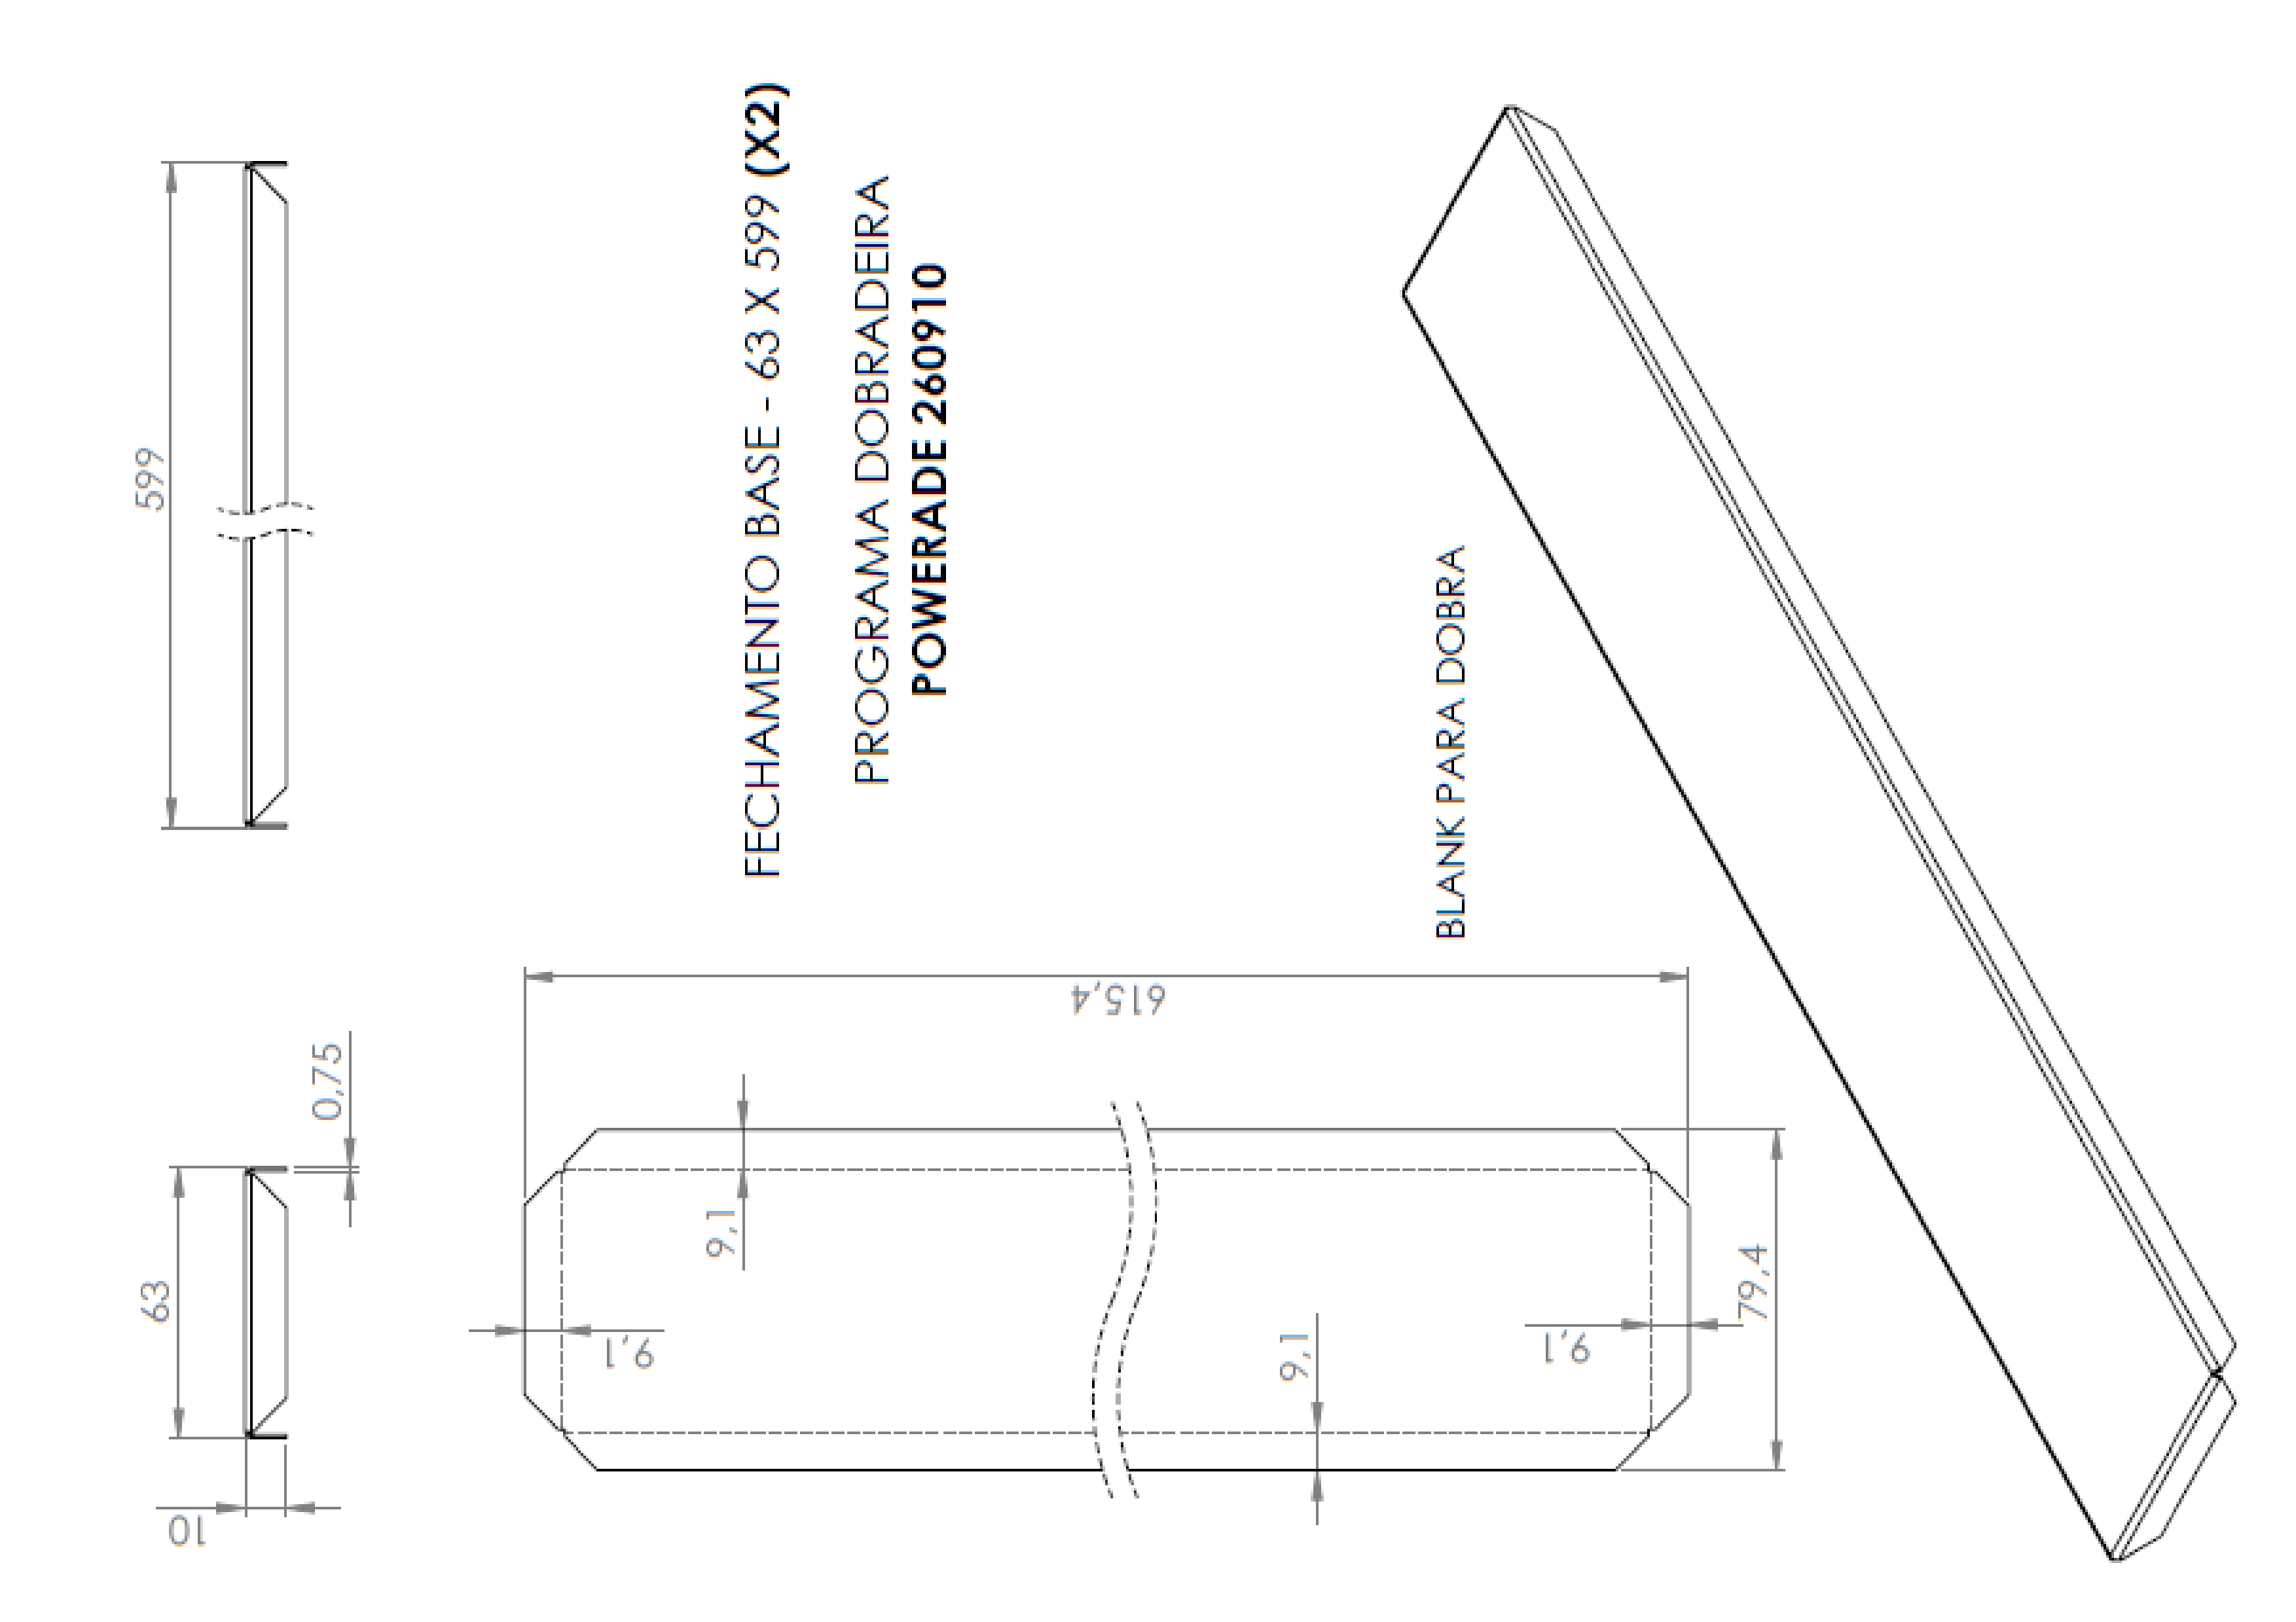 599
FECHAMENTO BASE - 63 X 599 (X2)
PROGRAMA DOBRADEIRA
POWERADE 260910
BLANK PARA DOBRA
615,4
0,75
63
10
9,1
9,1
9,1
9,1
79,4